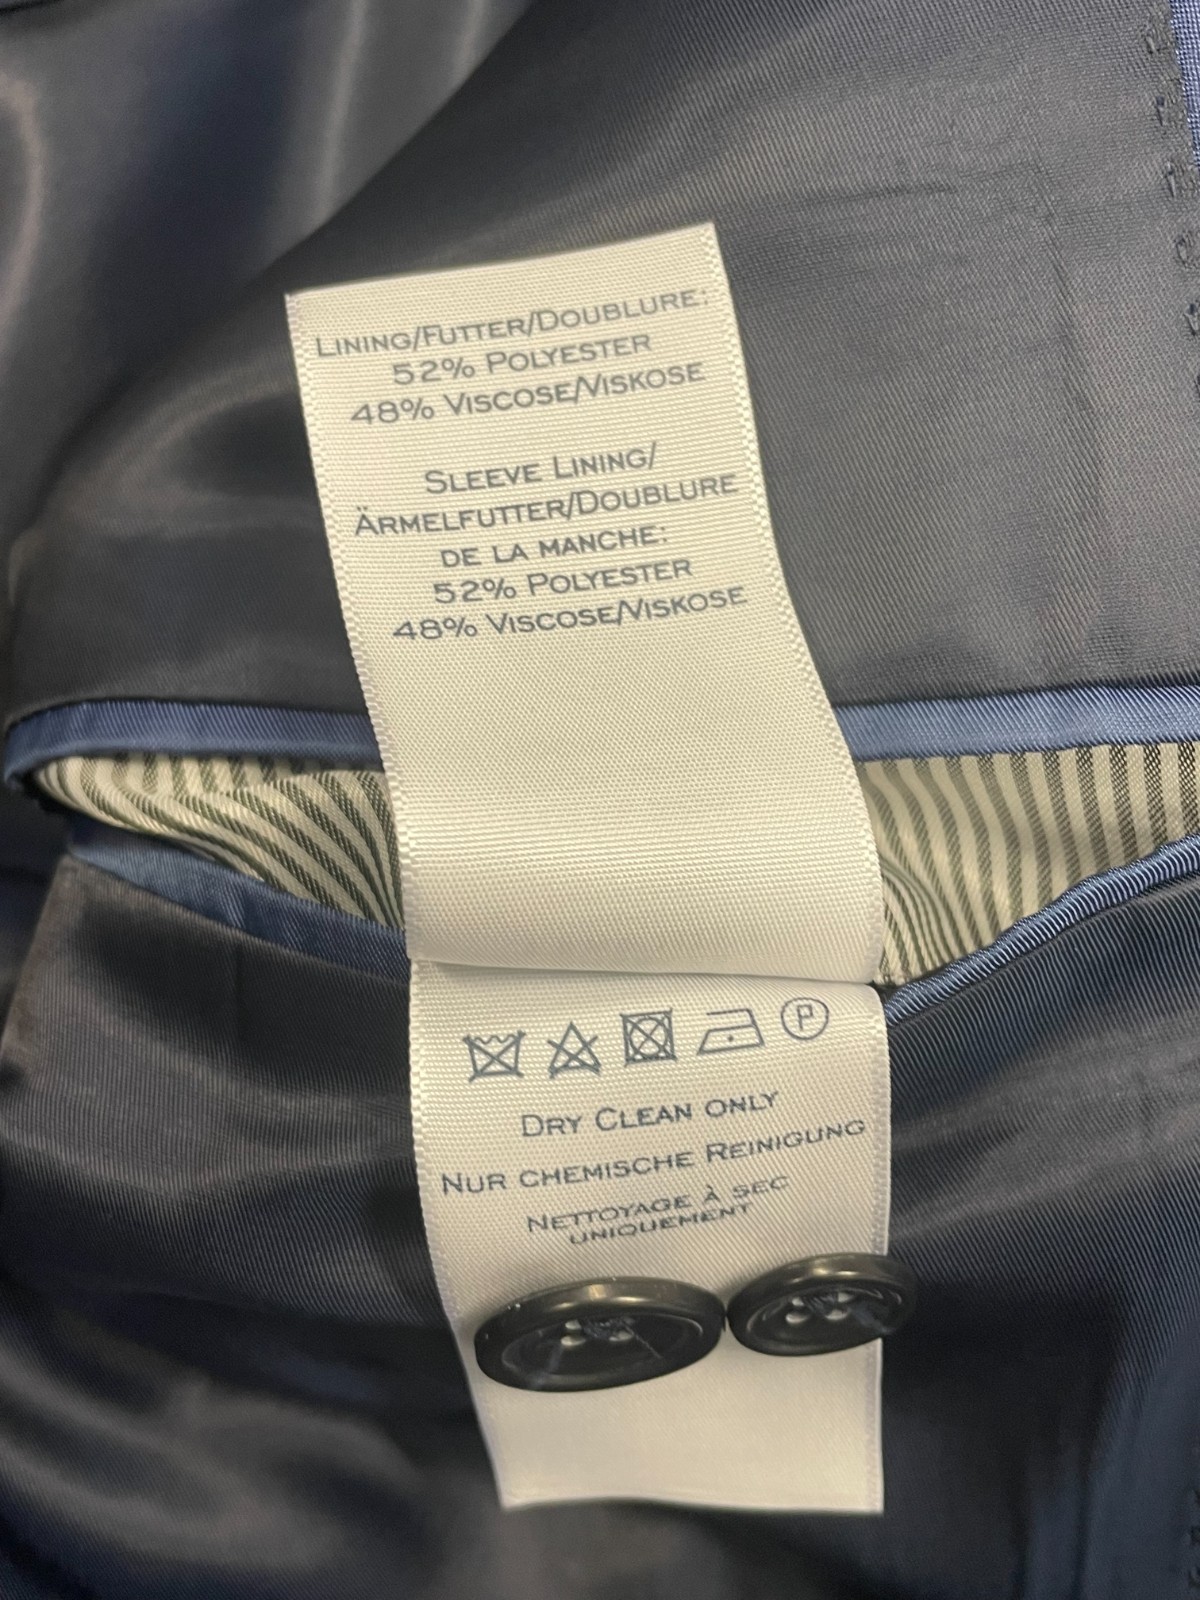 LINING/FUTTER/DOUBLURE:
52% POLYESTER
48% VISCOSE/VISKOSE
SLEEVE LINING/
ÄRMELFUTTER/DOUBLURE
DE LA MANCHE:
52% POLYESTER
48% VISCOSE/VISKOSE
P
DRY CLEAN ONLY
NUR CHEMISCHE REINIGUNG
NETTOYAGE À SEC
UNIQUEMENT